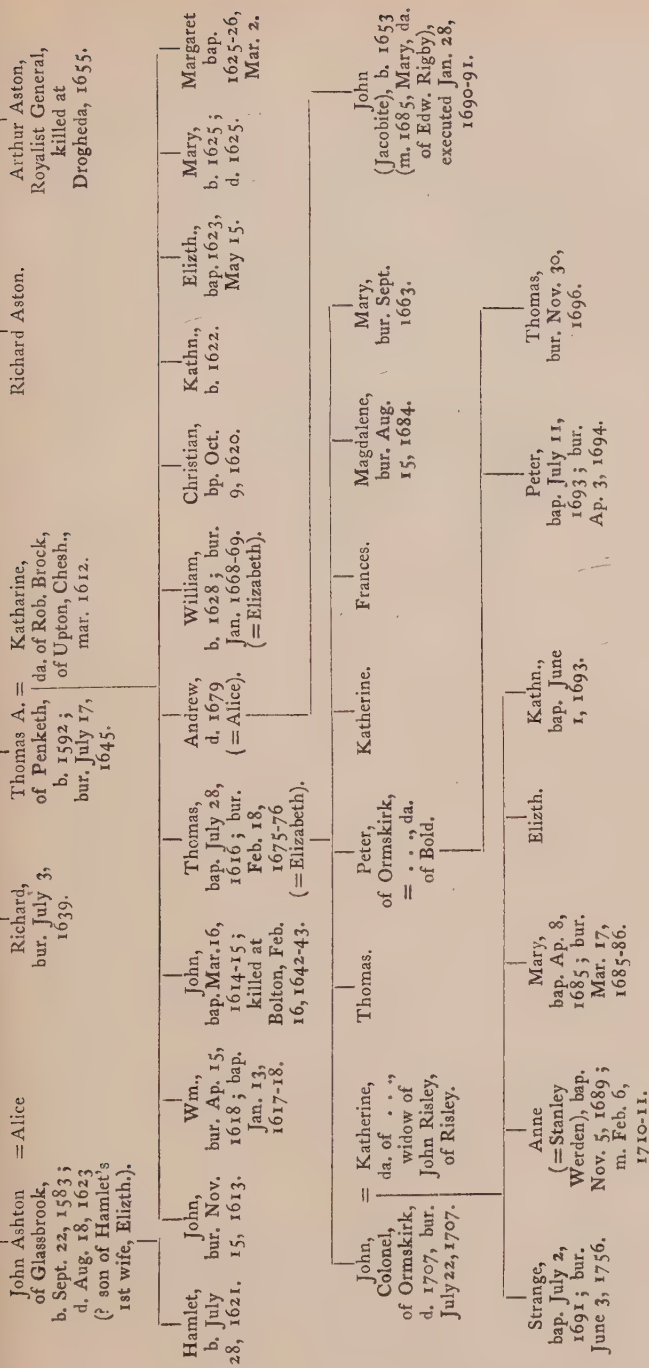 John Ashton
of Glassbrook,
b. Sept. 22, 1583;
d. Aug. 18, 1623
(? son of Hamlet's
1st wife, Elizth.).
=Alice
Richard,
bur. July 3,
1639.
Thomas A. =
of Penketh,
b. 1592;
bur. July 17,
1645.
Katharine,
da. of Rob. Brock,
of Upton, Chesh.,
mar. 1612.
Richard Aston.
Arthur Aston,
Royalist General,
killed at
Drogheda, 1655.
Hamlet,
b. July
28, 1621.
John,
bur. Nov.
15, 1613.
Wm.,
bur. Ap. 15,
1618; bap.
Jan. 13,
1617-18.
John,
bap. Mar. 16,
1614-15;
killed at
Bolton, Feb.
16, 1642-43.
Thomas,
bap. July 28,
1616; bur.
Feb. 18,
1675-76
(=Elizabeth).
Andrew,
d. 1679
(=Alice).
William,
b. 1628; bur.
Jan. 1668-69.
(=Elizabeth).
Christian,
bp. Oct.
9, 1620.
Kathn.,
b. 1622.
Elizth.,
bap. 1623,
May 15.
Mary,
b. 1625;
d. 1625.
Margaret
bap.
1625-26,
Mar. 2.
John,
Colonel,
of Ormskirk,
d. 1707, bur.
July 22, 1707.
= Katherine,
da. of . . .,
widow of
John Risley,
of Risley.
Thomas.
Peter,
of Ormskirk,
= . . ., da.
of Bold.
Katherine.
Frances.
Magdalene,
bur. Aug.
15, 1684.
Mary,
bur. Sept.
1663.
John
(Jacobite), b. 1653
(m. 1685, Mary, da.
of Edw. Rigby),
executed Jan. 28,
1690-91.
Strange,
bap. July 2,
1691; bur.
June 3, 1756.
Anne
(=Stanley
Werden), bap.
Nov. 5, 1689;
m. Feb. 6,
1710-11.
Mary,
bap. Ap. 8,
1685; bur.
Mar. 17,
1685-86.
Elizth.
Kathn.,
bap. June
1, 1693.
Peter,
bap. July 11,
1693; bur.
Ap. 3, 1694.
Thomas,
bur. Nov. 30,
1696.